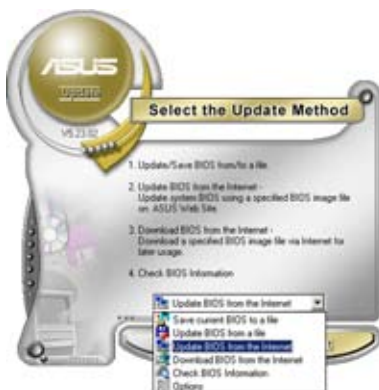 ASUS
Update
V5.23.02
Select the Update Method
1. Update/Save BIOS from/to a file.
2. Update BIOS from the Internet -
Update system BIOS using a specified BIOS image file
on ASUS Web Site.
3. Download BIOS from the Internet -
Download a specified BIOS image file via Internet for
later usage.
4. Check BIOS Information
Update BIOS from the Internet
Save current BIOS to a file
Update BIOS from a file
Update BIOS from the Internet
Download BIOS from the Internet
Check BIOS Information
Options